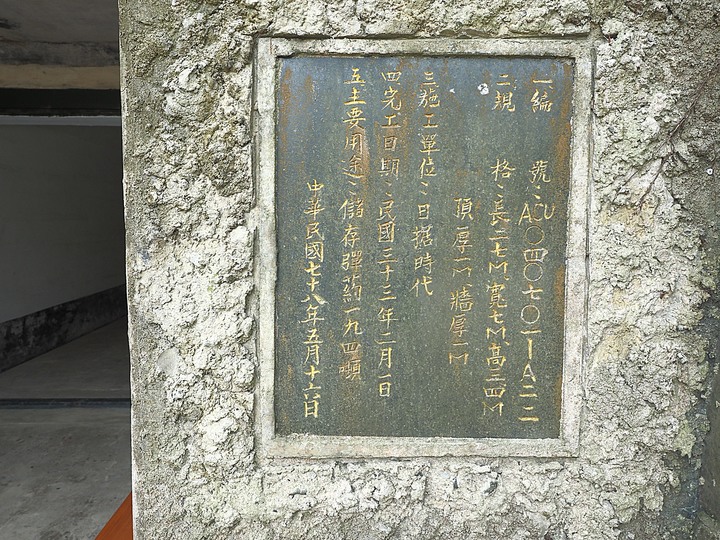 一編號：ACU〇四〇七〇一－A二二
二規格：長二七M、寬七M、高三.四M
頂厚一M、牆厚一M
三施工單位：日據時代
四完工日期：民國三十三年二月二日
五主要用途：儲存彈葯一九四噸
中華民國七十八年五月十六日